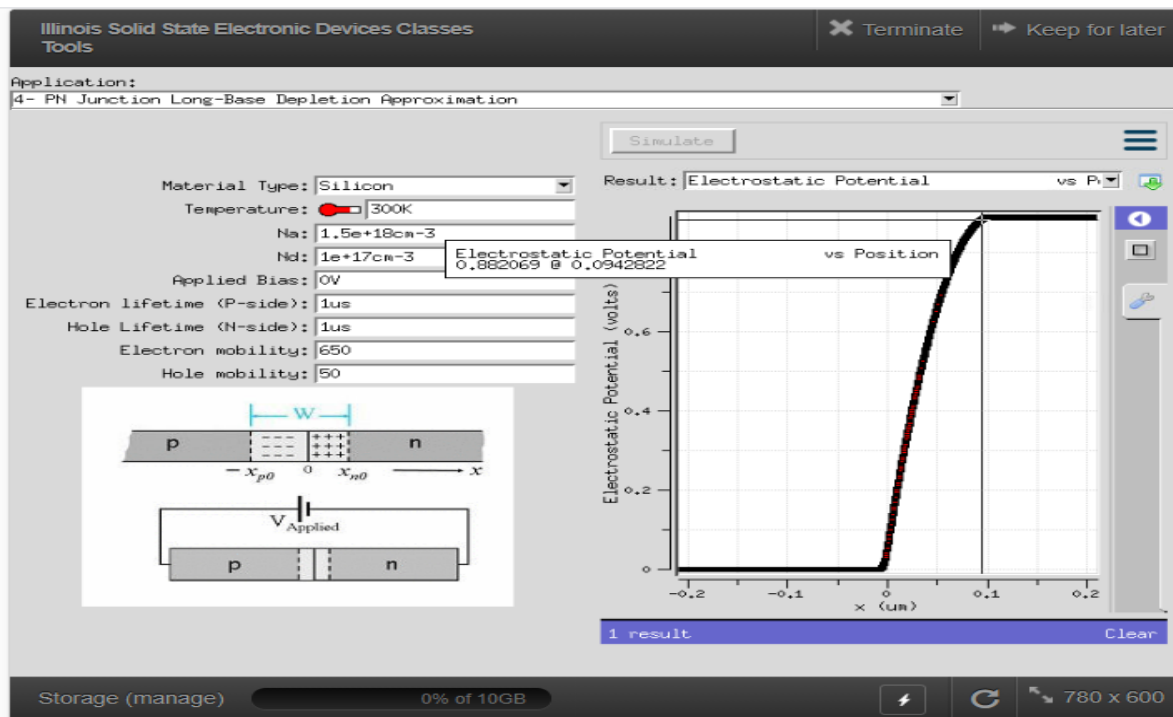 Illinois Solid State Electronic Devices Classes
Tools
Terminate
Keep for later
Application:
4- PN Junction Long-Base Depletion Approximation
Simulate
Material Type: Silicon
Temperature: 300K
Na: 1.5e+18cm-3
Nd: 1e+17cm-3
Applied Bias: 0V
Electron lifetime (P-side): 1us
Hole Lifetime (N-side): 1us
Electron mobility: 650
Hole mobility: 50
W
p
n
- - -
+ + +
- - -
+ + +
- - -
+ + +
-xp0 0 xn0 x
VApplied
p
n
Result: Electrostatic Potential vs P
Electrostatic Potential vs Position
0.882069 @ 0.0942822
Electrostatic Potential (volts)
0.6
0.4
0.2
0
-0.2 -0.1 0 0.1 0.2
x (um)
1 result Clear
Storage (manage) 0% of 10GB
780 x 600